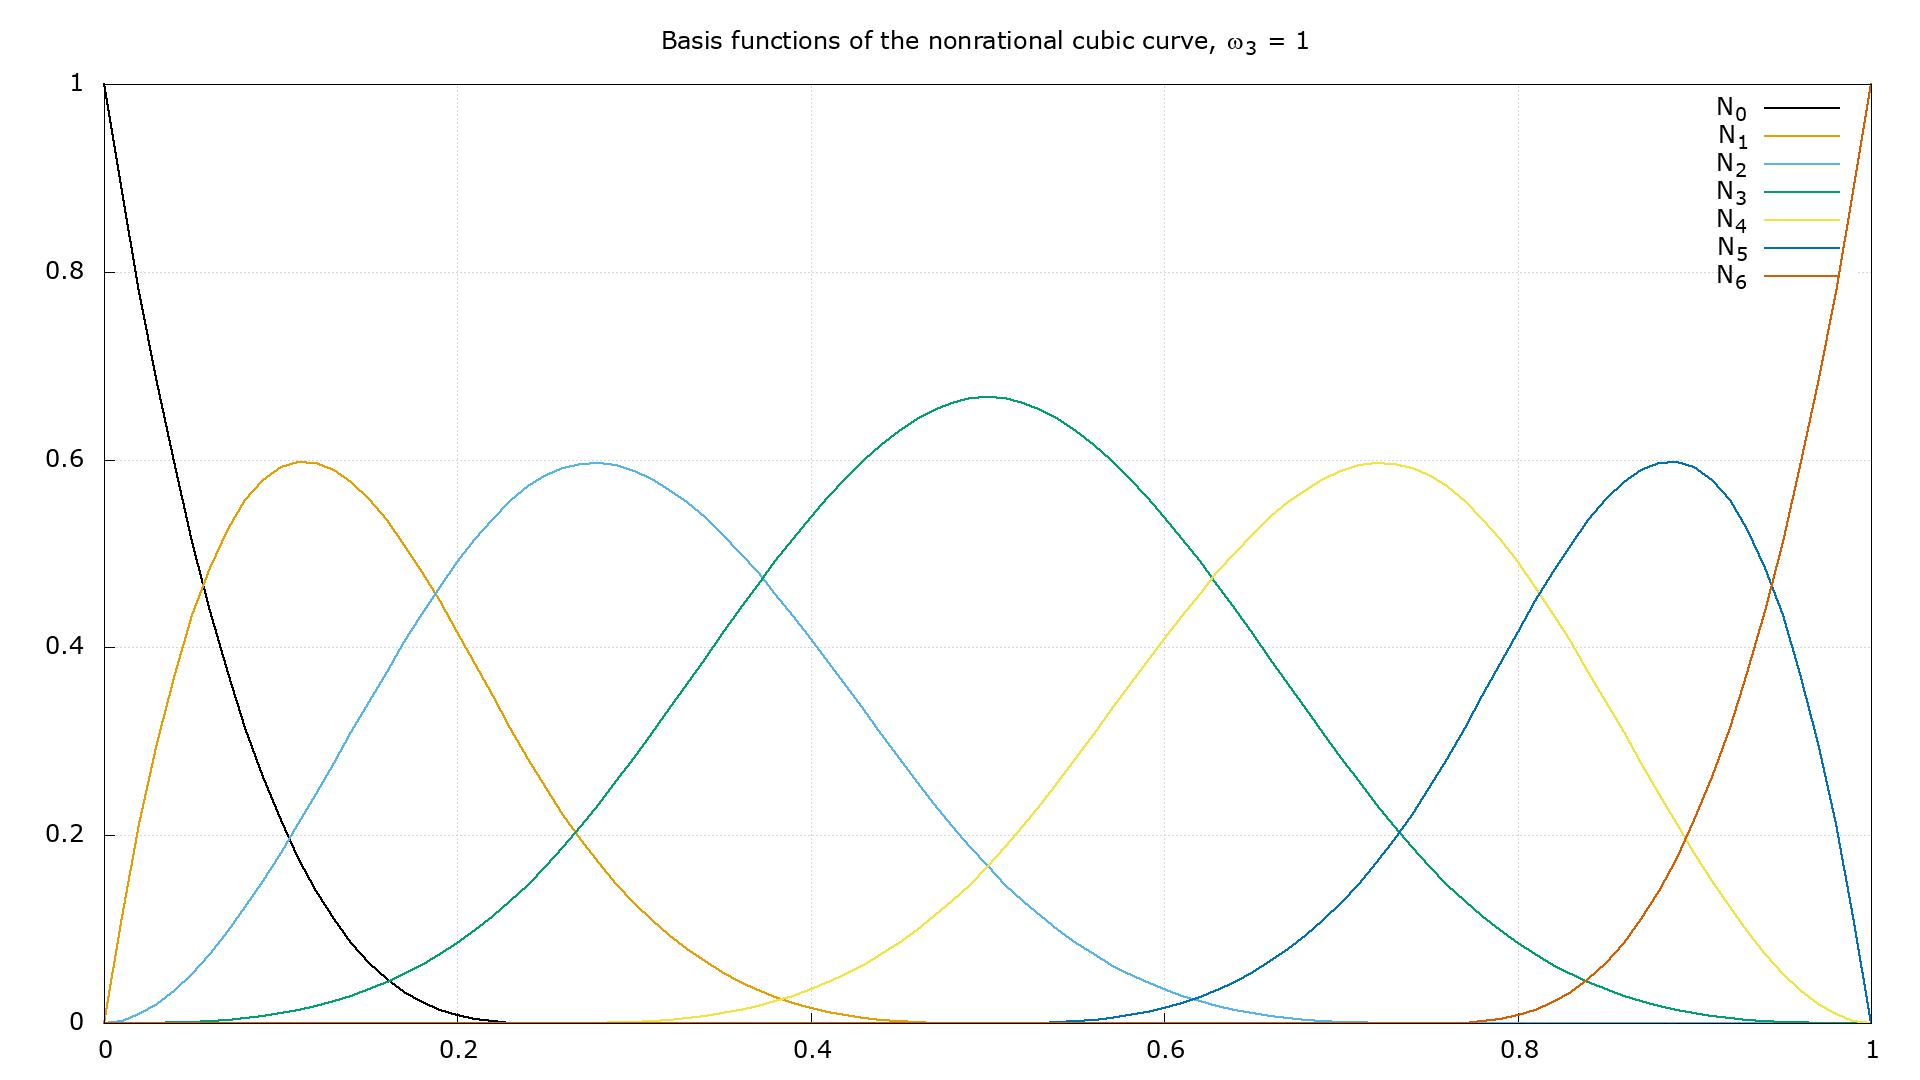 Basis functions of the nonrational cubic curve, ω₃ = 1
1
0.8
0.6
0.4
0.2
0
0 0.2 0.4 0.6 0.8 1
N₀
N₁
N₂
N₃
N₄
N₅
N₆